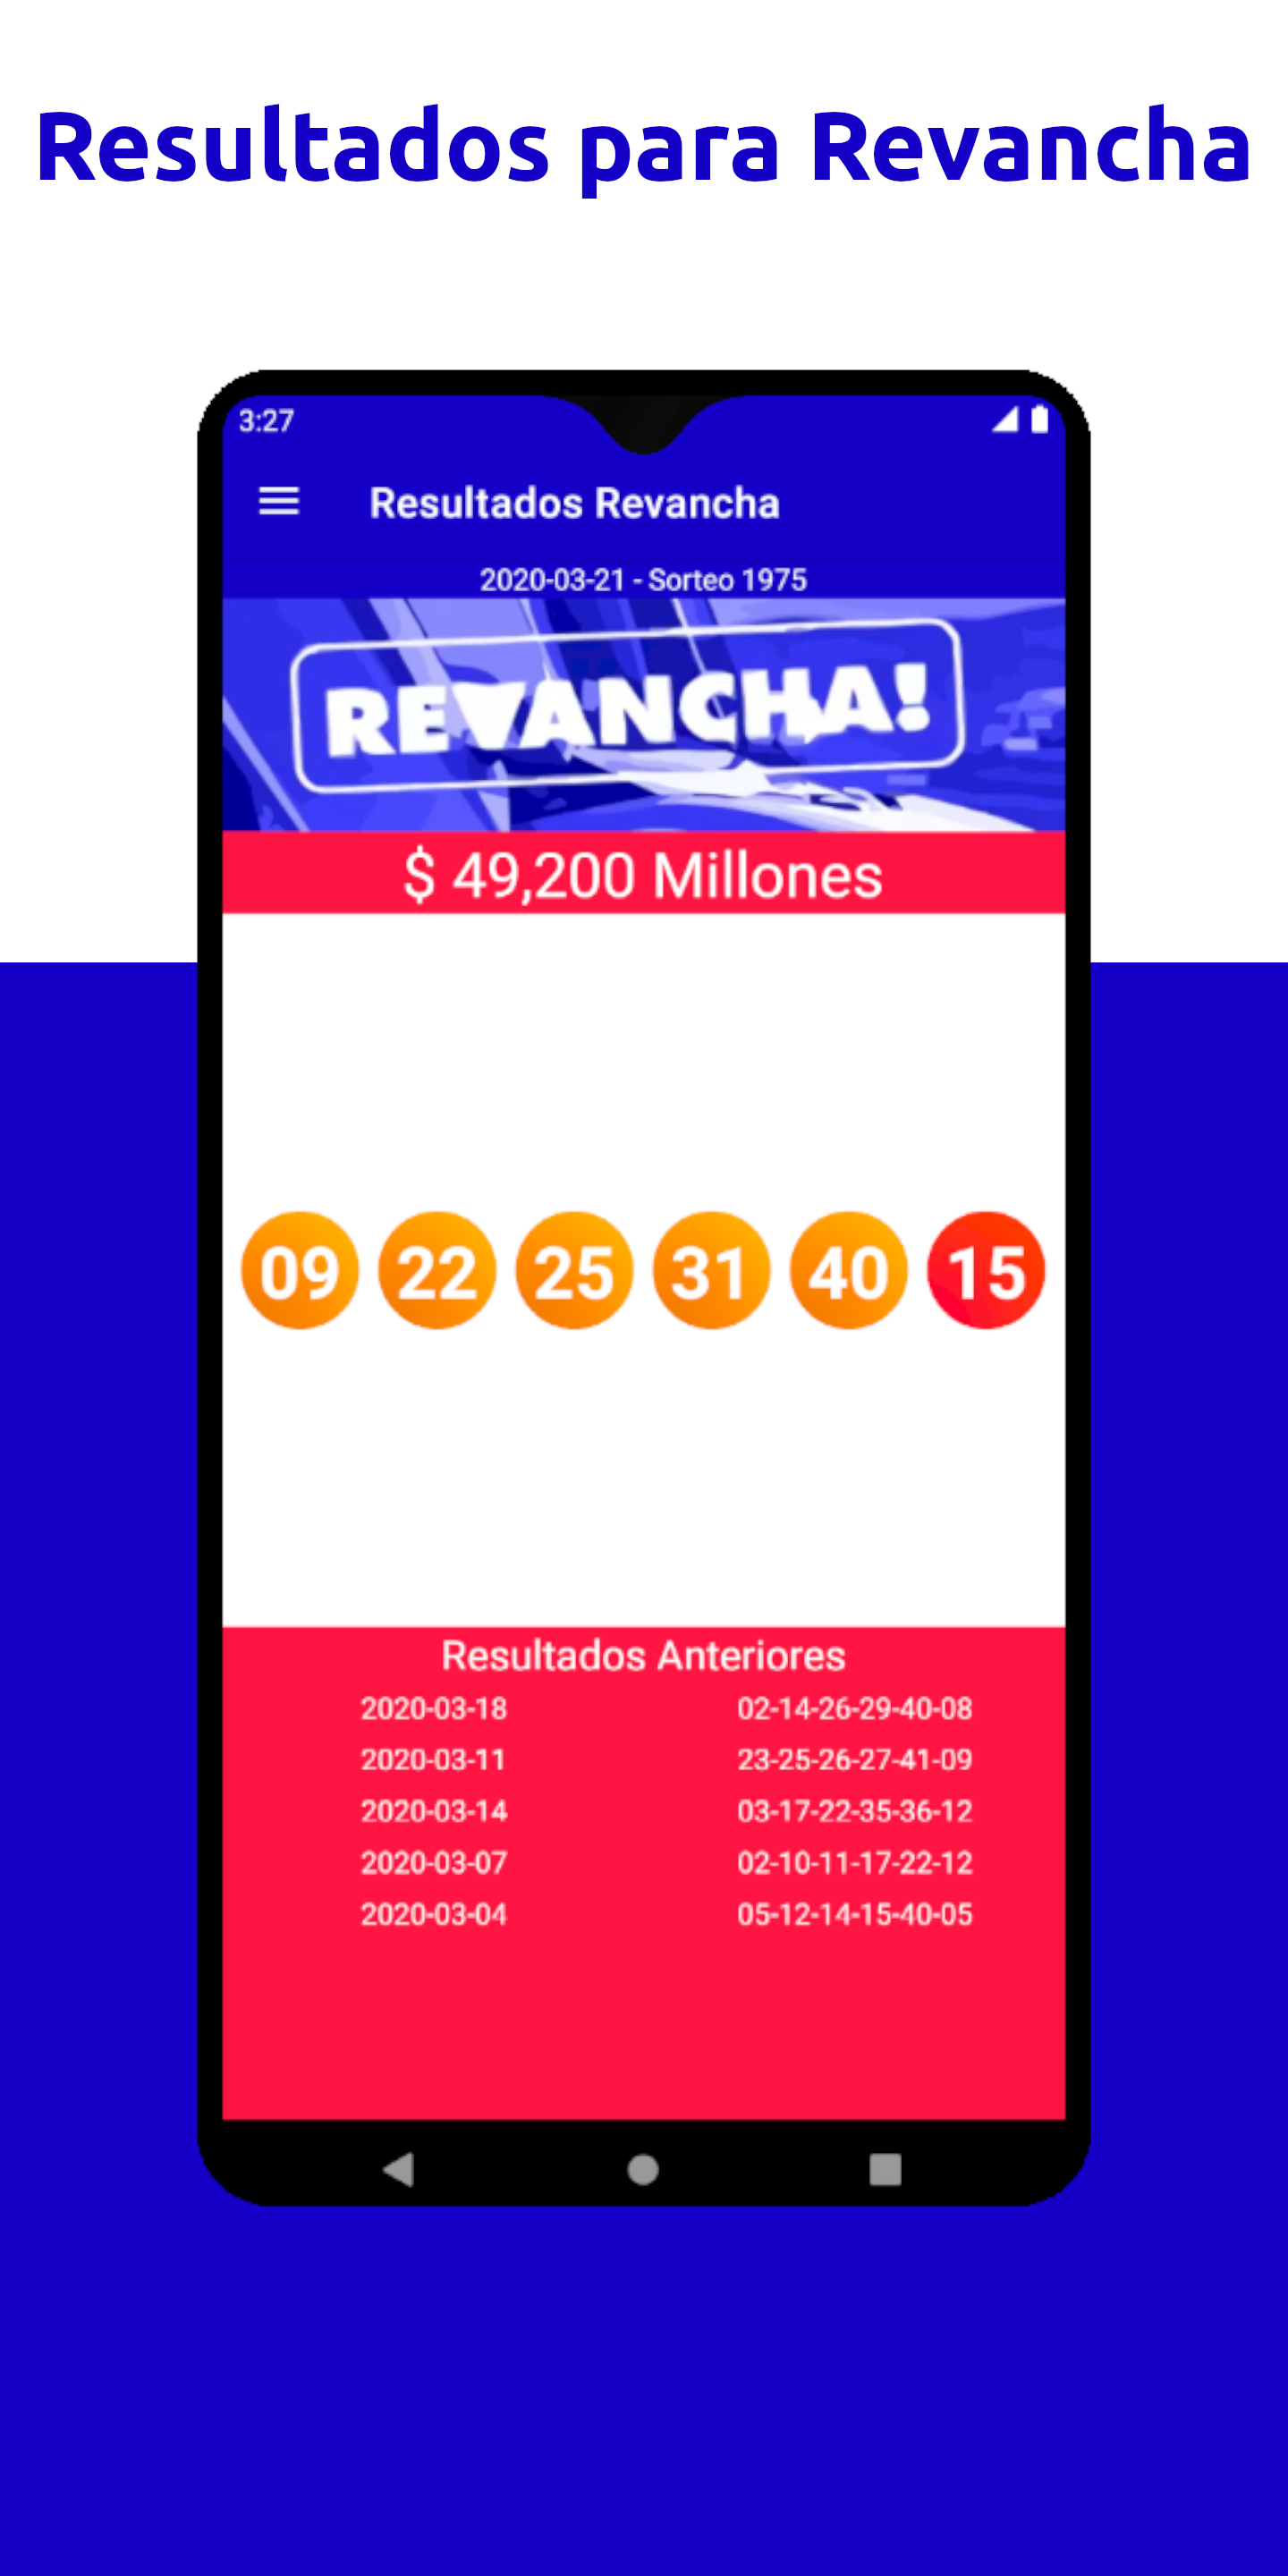 Resultados para Revancha
3:27
Resultados Revancha
2020-03-21 - Sorteo 1975
REVANCHA!
$ 49,200 Millones
09 22 25 31 40 15
Resultados Anteriores
2020-03-18 02-14-26-29-40-08
2020-03-11 23-25-26-27-41-09
2020-03-14 03-17-22-35-36-12
2020-03-07 02-10-11-17-22-12
2020-03-04 05-12-14-15-40-05